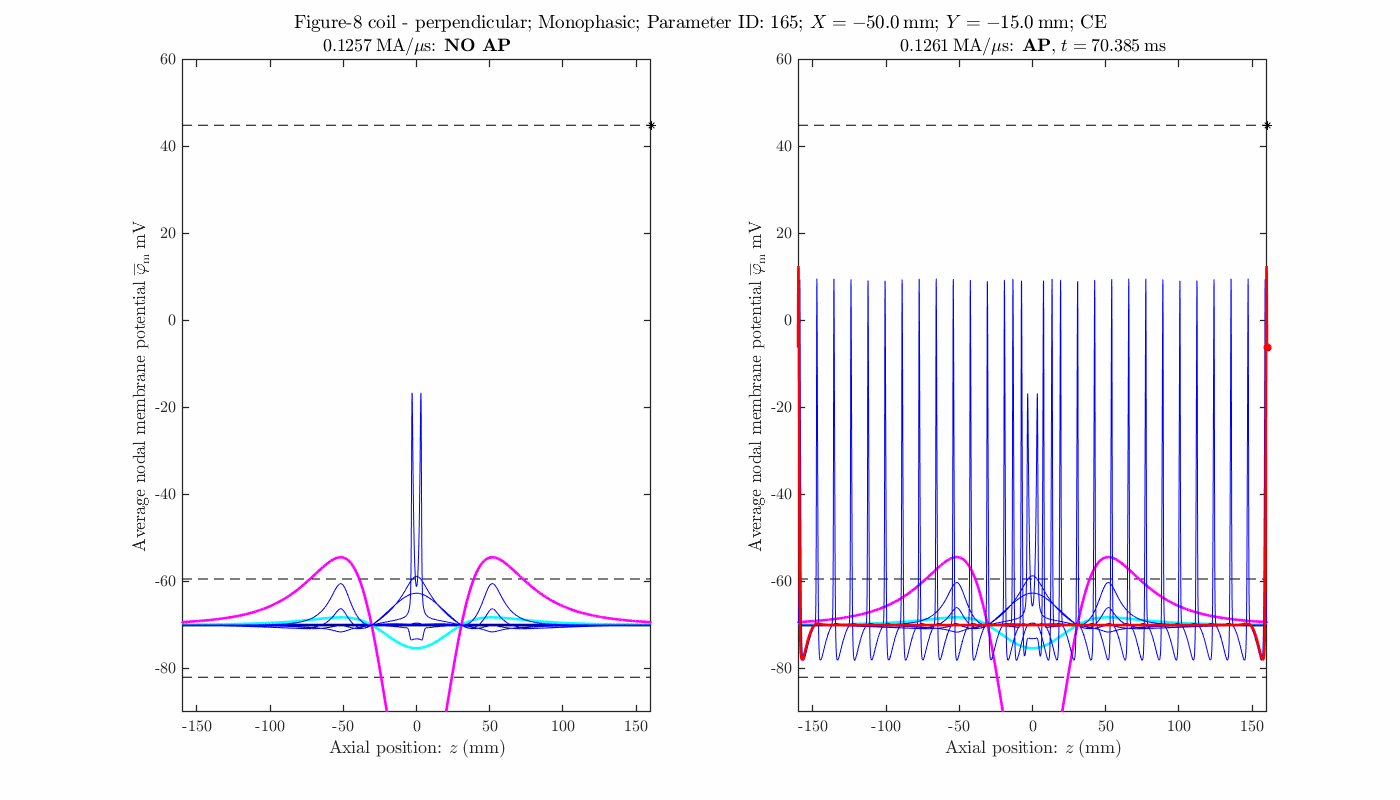 Figure-8 coil - perpendicular; Monophasic; Parameter ID: 165; X = −50.0 mm; Y = −15.0 mm; CE
0.1257 MA/μs: NO AP
60
40
20
0
-20
-40
-60
-80
-150 -100 -50 0 50 100 150
Average nodal membrane potential φ̅m mV
Axial position: z (mm)
0.1261 MA/μs: AP, t = 70.385 ms
60
40
20
0
-20
-40
-60
-80
-150 -100 -50 0 50 100 150
Average nodal membrane potential φ̅m mV
Axial position: z (mm)